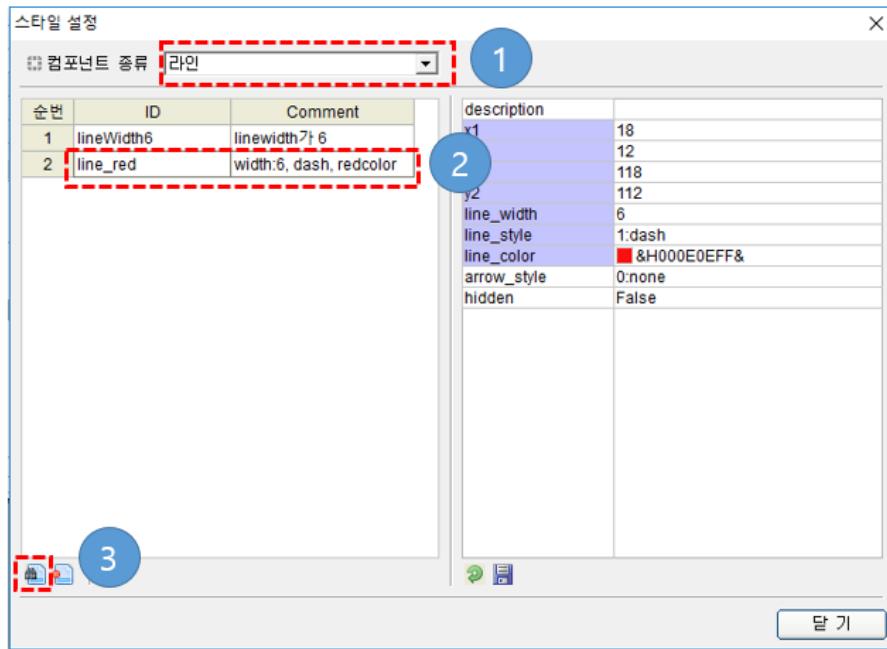 스타일 설정
컴포넌트 종류 라인
1
순번 ID Comment
1 lineWidth6 linewidth가 6
2 line_red width:6, dash, redcolor
2
description
x1 18
12
118
y2 112
line_width 6
line_style 1:dash
line_color &H000E0EFF&
arrow_style 0:none
hidden False
3
닫 기